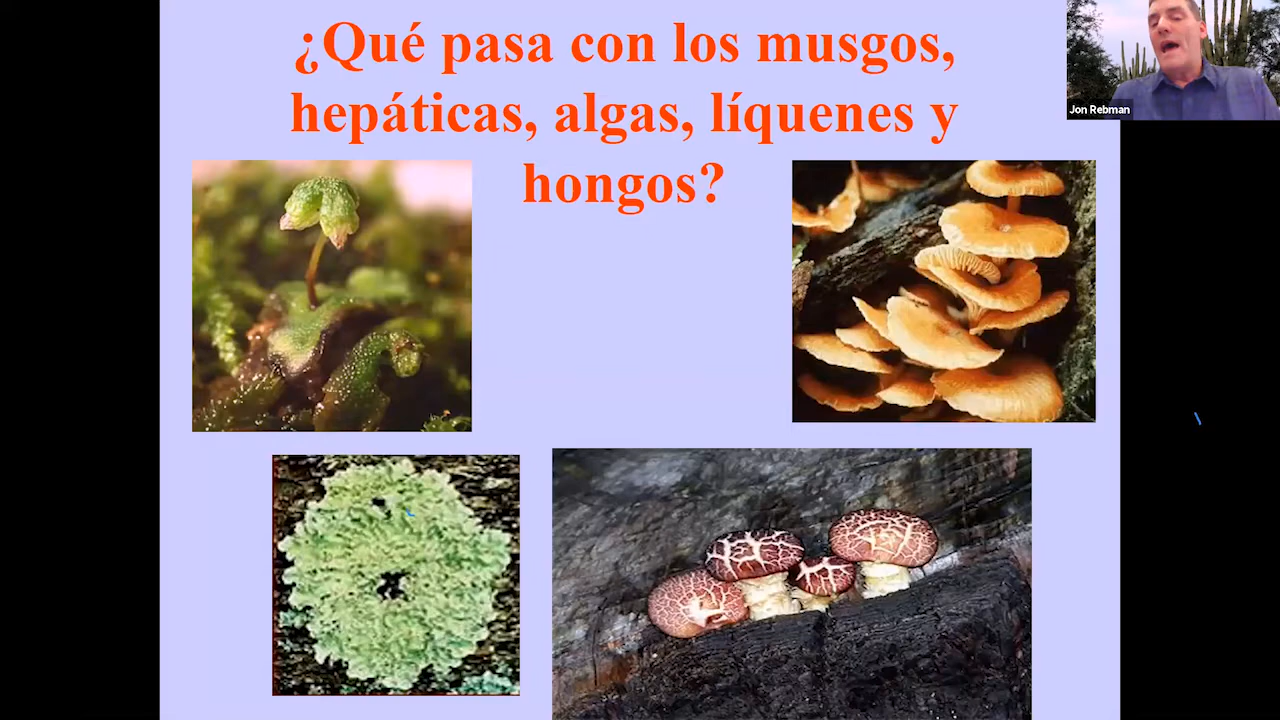 ¿Qué pasa con los musgos,
hepáticas, algas, líquenes y
hongos?
Jon Rebman